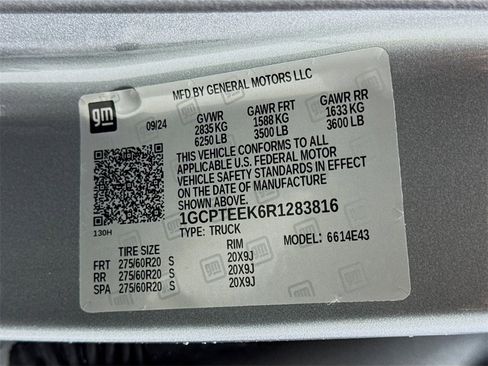 MFD BY GENERAL MOTORS LLC
gm
09/24 GVWR GAWR FRT GAWR RR
2835 KG 1588 KG 1633 KG
6250 LB 3500 LB 3600 LB
THIS VEHICLE CONFORMS TO ALL
APPLICABLE U.S. FEDERAL MOTOR
VEHICLE SAFETY STANDARDS IN EFFECT
ON THE DATE OF MANUFACTURE
SHOWN ABOVE.
1GCPTEEK6R1283816
130H TYPE: TRUCK
TIRE SIZE RIM MODEL: 6614E43
FRT 275/60R20 S 20X9J
RR 275/60R20 S 20X9J
SPA 275/60R20 S 20X9J